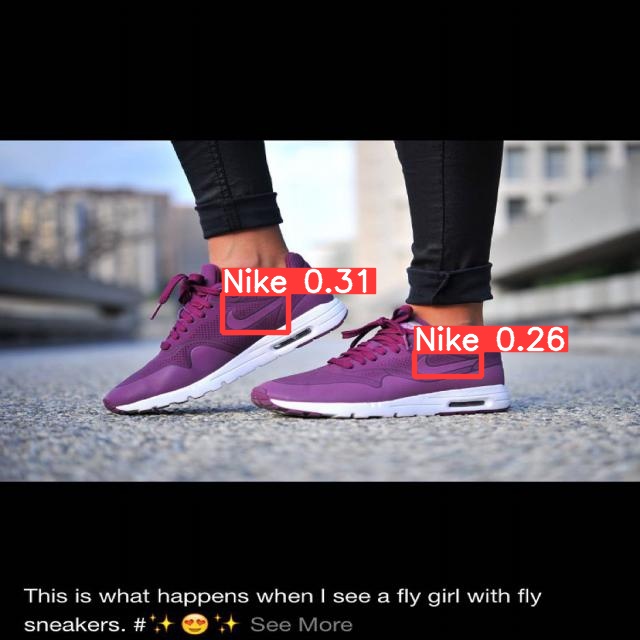 Nike 0.31
Nike 0.26
This is what happens when I see a fly girl with fly
sneakers. #✨😍✨ See More